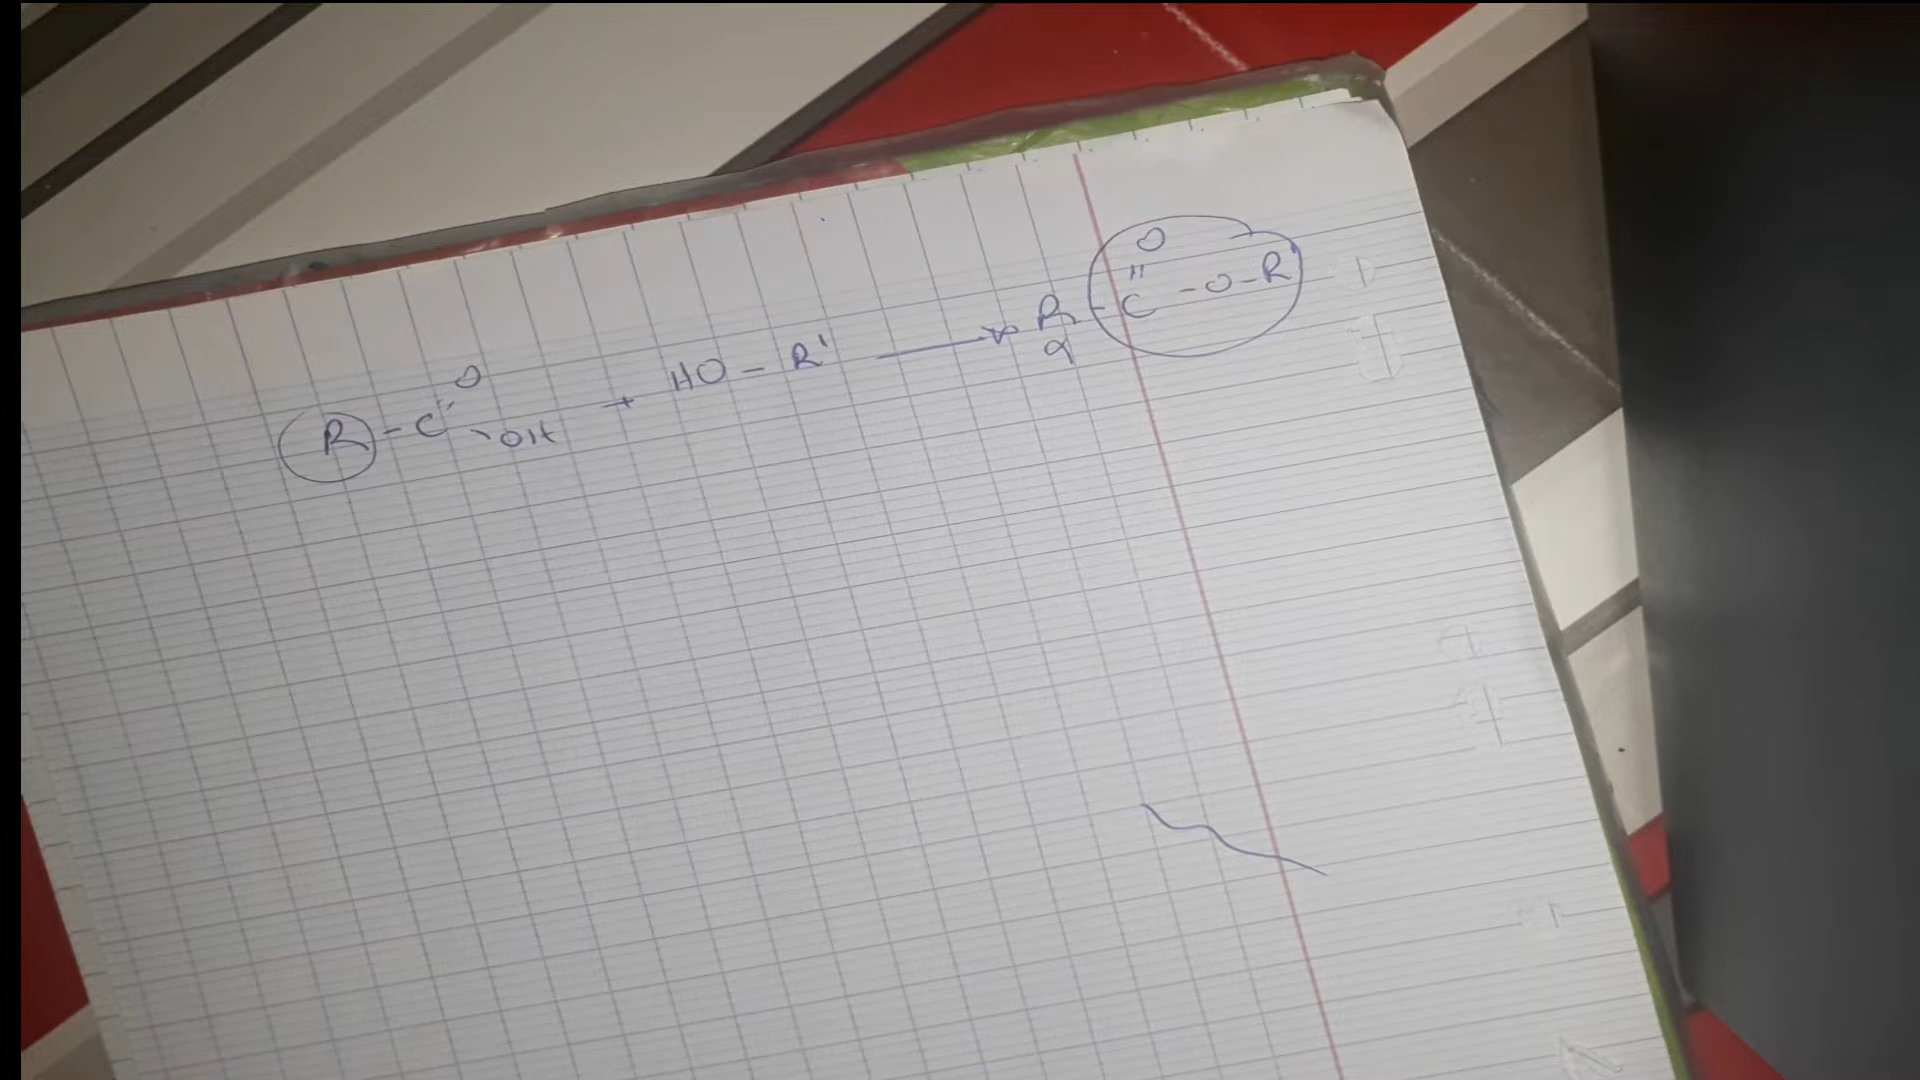 R - C (=O) - OH + HO - R' → R - C (=O) - O - R'
α